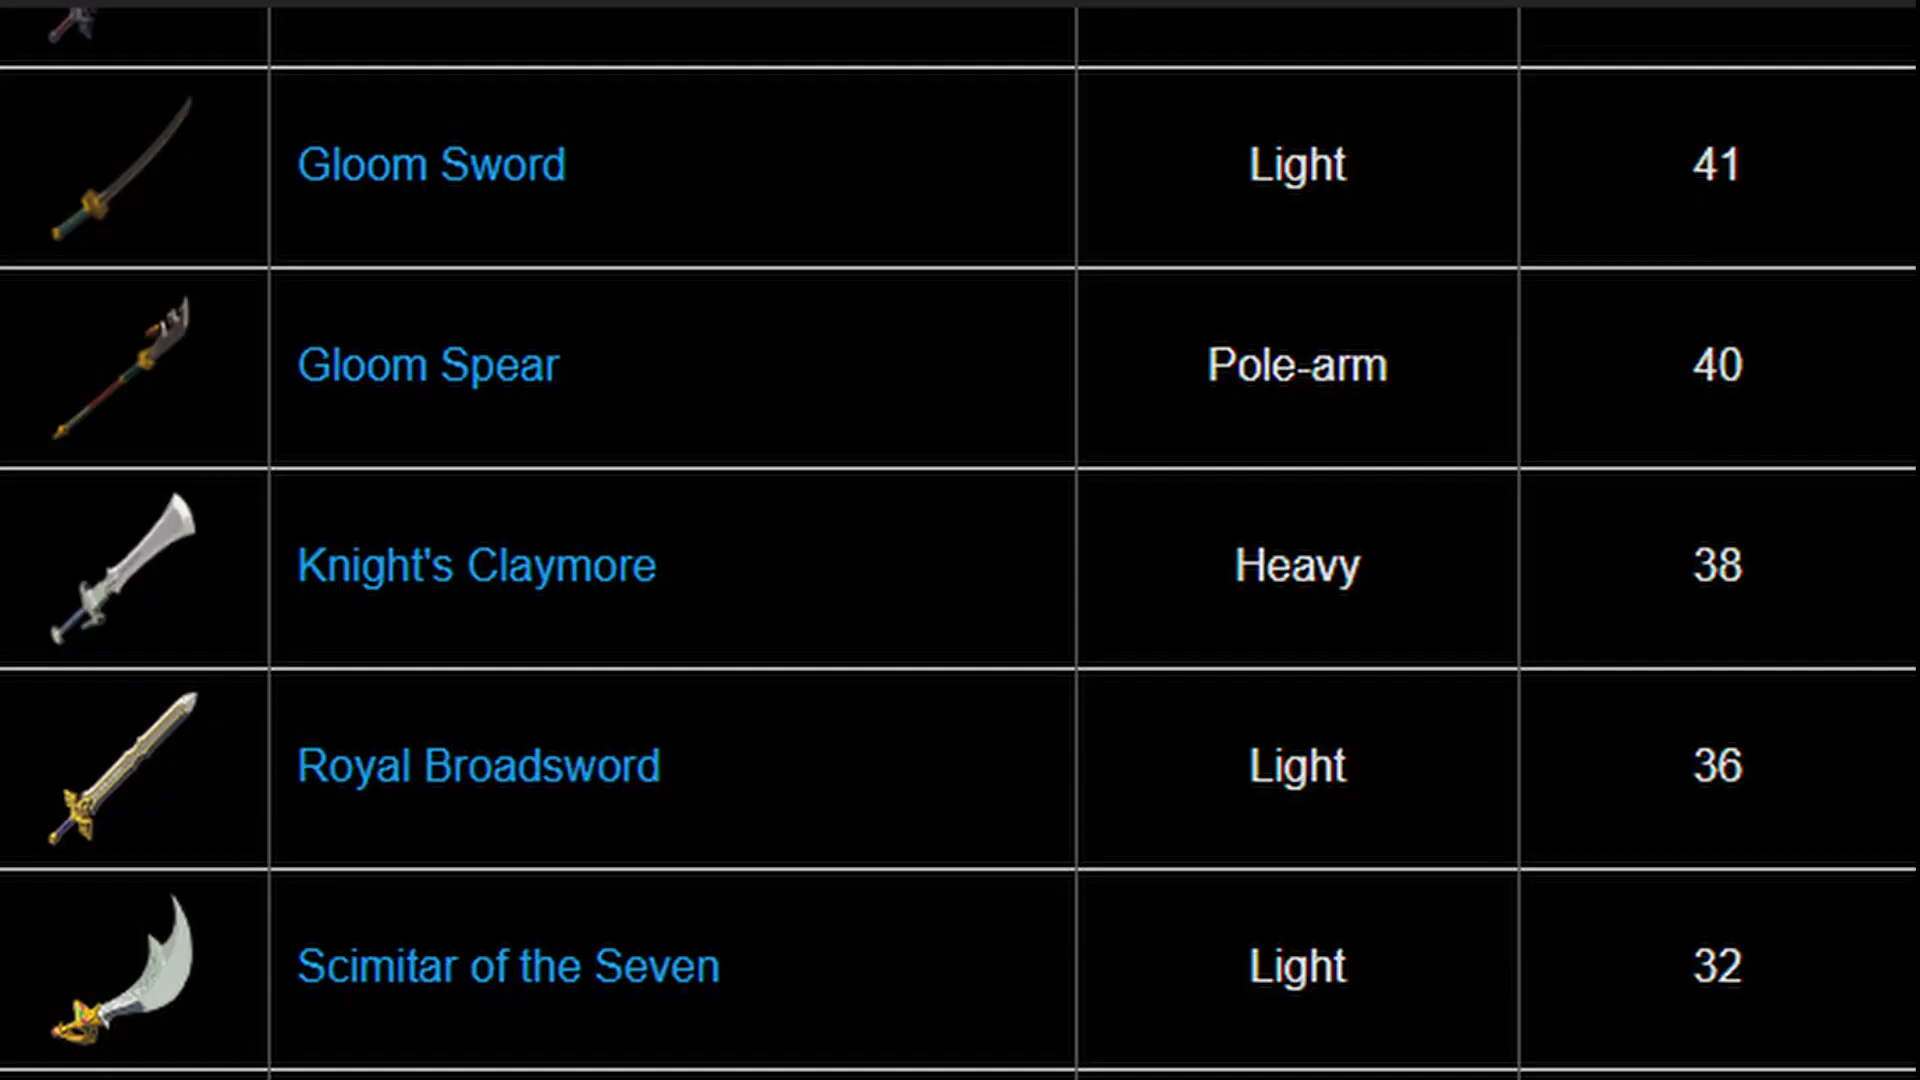 Gloom Sword Light 41
Gloom Spear Pole-arm 40
Knight's Claymore Heavy 38
Royal Broadsword Light 36
Scimitar of the Seven Light 32